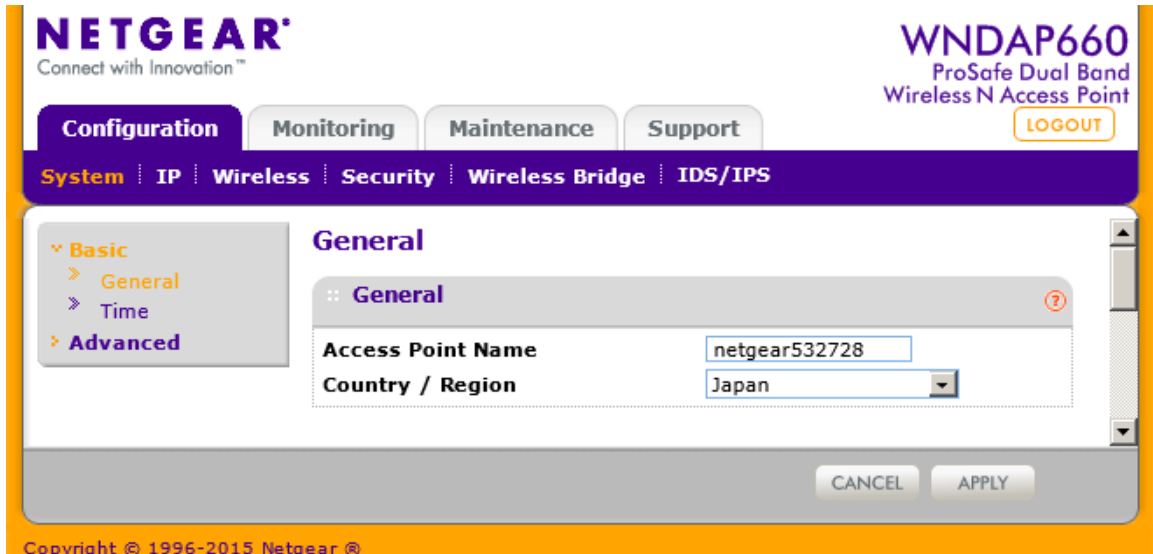 NETGEAR®
Connect with Innovation™
WNDAP660
ProSafe Dual Band
Wireless N Access Point
Configuration Monitoring Maintenance Support LOGOUT
System IP Wireless Security Wireless Bridge IDS/IPS
Basic
General
Time
Advanced
General
General
Access Point Name netgear532728
Country / Region Japan
CANCEL APPLY
Copyright © 1996-2015 Netgear ®